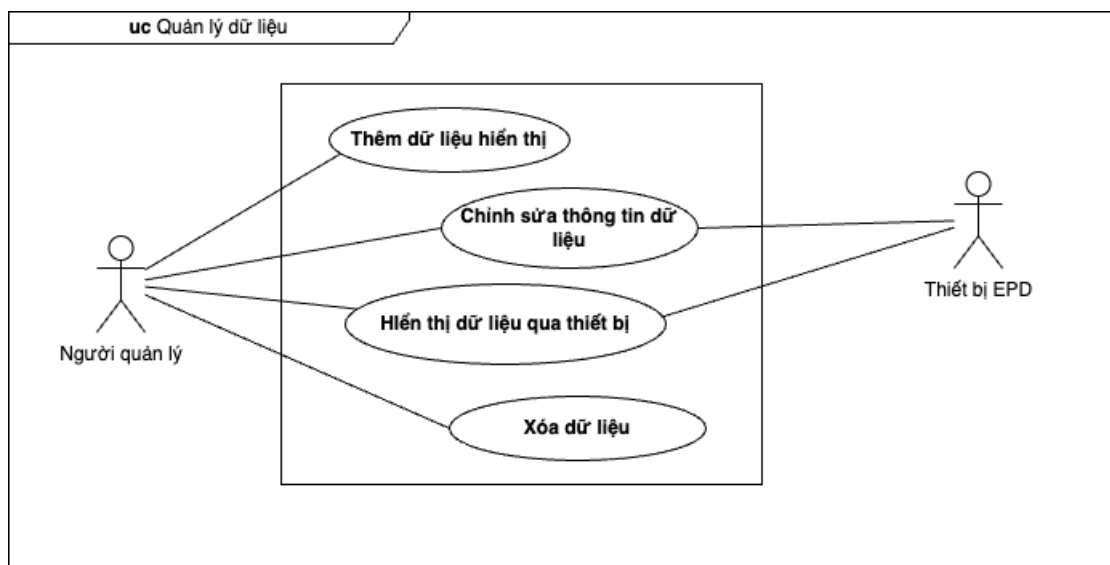 uc Quản lý dữ liệu
Thêm dữ liệu hiển thị
Chỉnh sửa thông tin dữ
liệu
Thiết bị EPD
HIển thị dữ liệu qua thiết bị
Người quản lý
Xóa dữ liệu